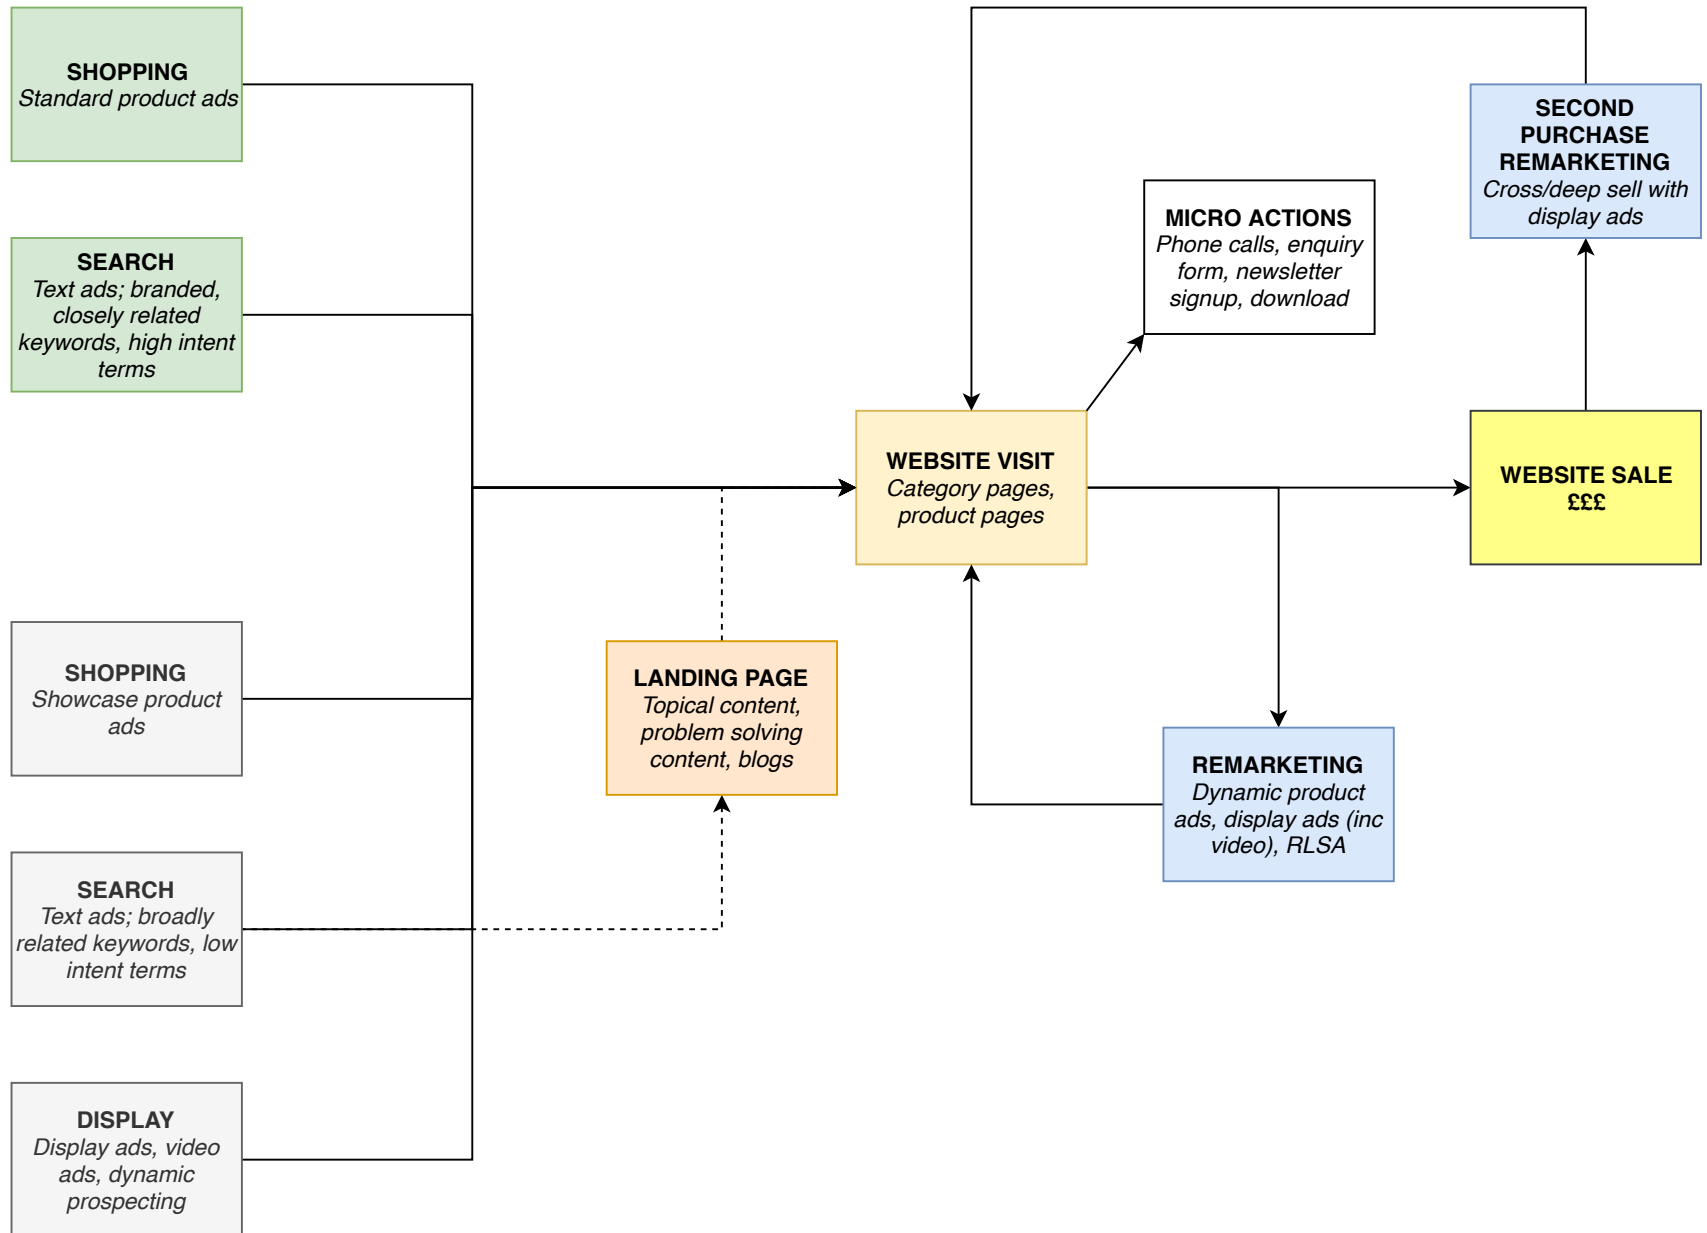 SHOPPING
Standard product ads
SEARCH
Text ads; branded,
closely related
keywords, high intent
terms
SHOPPING
Showcase product
ads
SEARCH
Text ads; broadly
related keywords, low
intent terms
DISPLAY
Display ads, video
ads, dynamic
prospecting
LANDING PAGE
Topical content,
problem solving
content, blogs
WEBSITE VISIT
Category pages,
product pages
MICRO ACTIONS
Phone calls, enquiry
form, newsletter
signup, download
REMARKETING
Dynamic product
ads, display ads (inc
video), RLSA
SECOND
PURCHASE
REMARKETING
Cross/deep sell with
display ads
WEBSITE SALE
£££